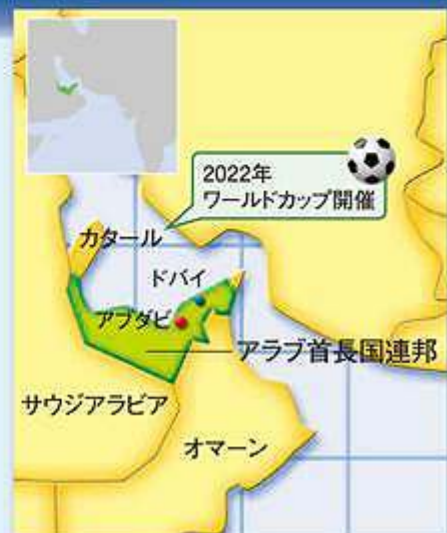 2022年
ワールドカップ開催
カタール
ドバイ
アブダビ
アラブ首長国連邦
サウジアラビア
オマーン